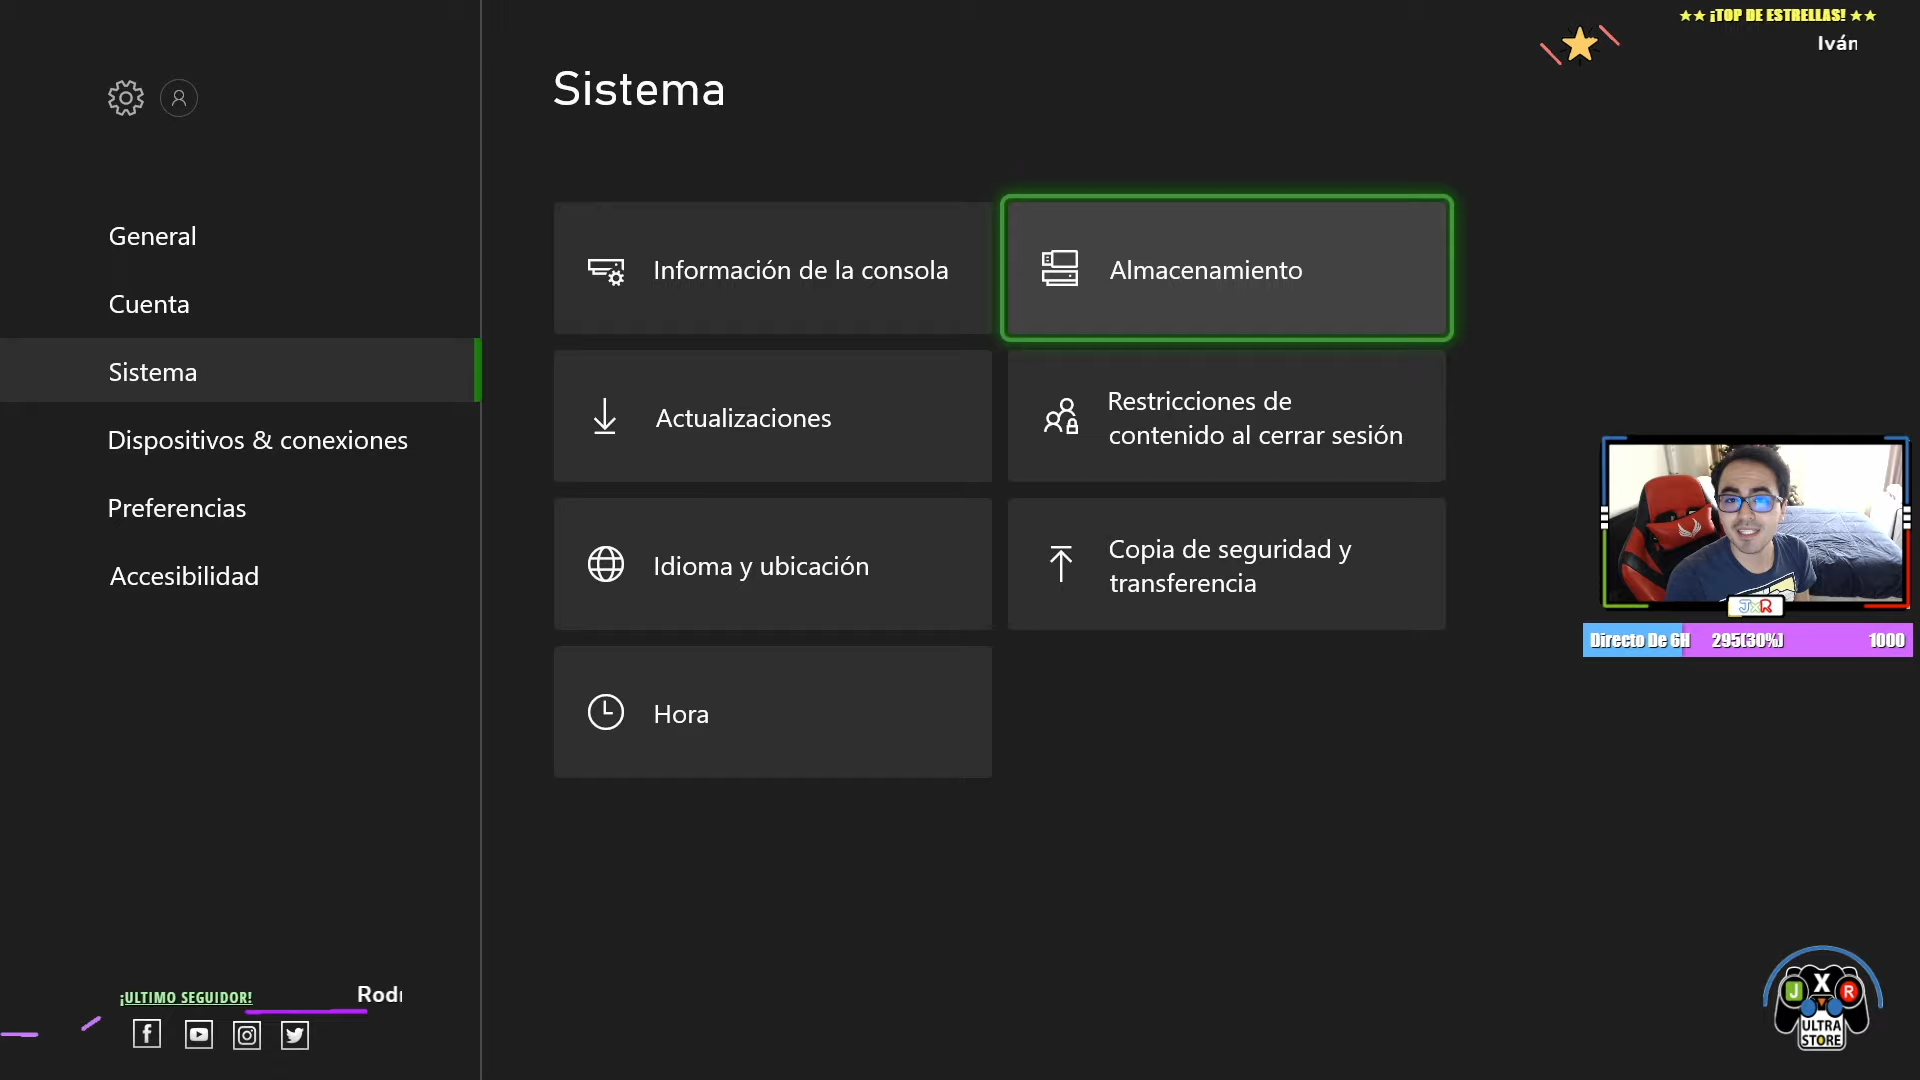 ★★ ¡TOP DE ESTRELLAS! ★★
Iván
Sistema
General
Cuenta
Sistema
Dispositivos & conexiones
Preferencias
Accesibilidad
Información de la consola
Almacenamiento
Actualizaciones
Restricciones de
contenido al cerrar sesión
Idioma y ubicación
Copia de seguridad y
transferencia
Hora
JXR
Directo De 6H 295(30%) 1000
¡ULTIMO SEGUIDOR!
Rod
J X R
ULTRA
STORE